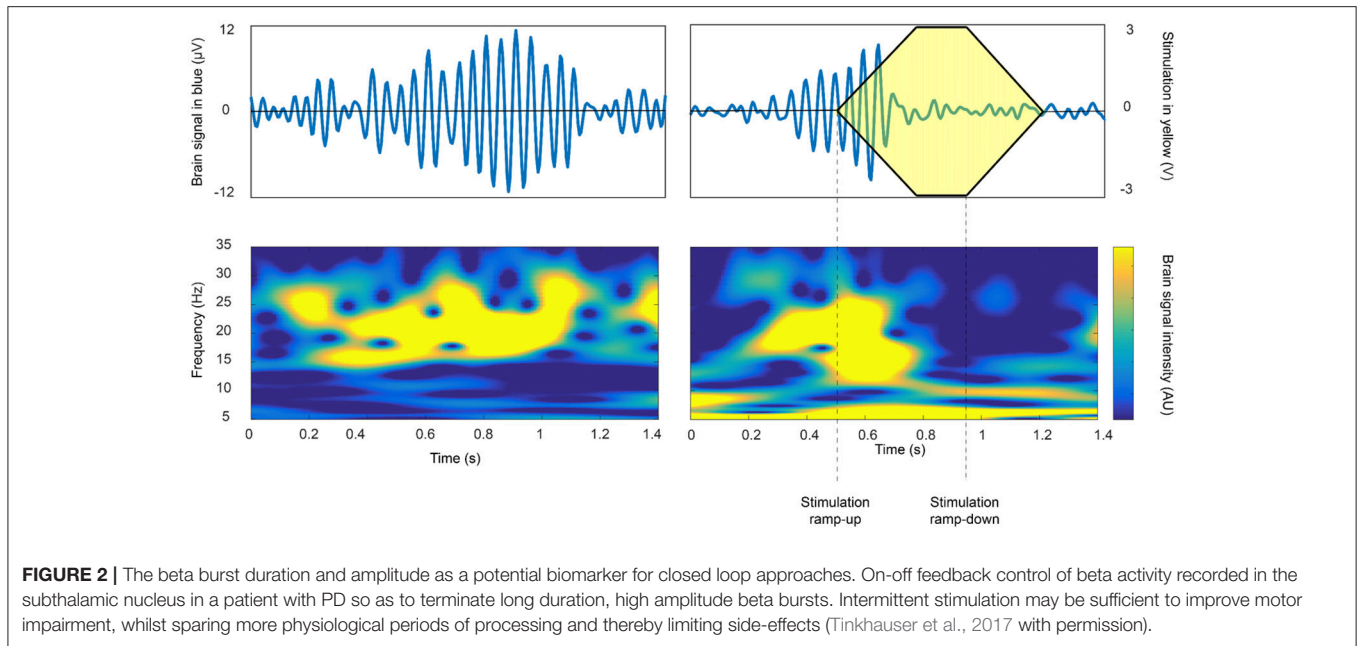 Brain signal in blue (µV)
12
0
-12
3
0
-3
Stimulation in yellow (V)
Frequency (Hz)
35
30
25
20
15
10
5
0 0.2 0.4 0.6 0.8 1 1.2 1.4
Time (s)
0 0.2 0.4 0.6 0.8 1 1.2 1.4
Time (s)
Brain signal intensity (AU)
Stimulation
ramp-up
Stimulation
ramp-down
FIGURE 2 | The beta burst duration and amplitude as a potential biomarker for closed loop approaches. On-off feedback control of beta activity recorded in the
subthalamic nucleus in a patient with PD so as to terminate long duration, high amplitude beta bursts. Intermittent stimulation may be sufficient to improve motor
impairment, whilst sparing more physiological periods of processing and thereby limiting side-effects (Tinkhauser et al., 2017 with permission).